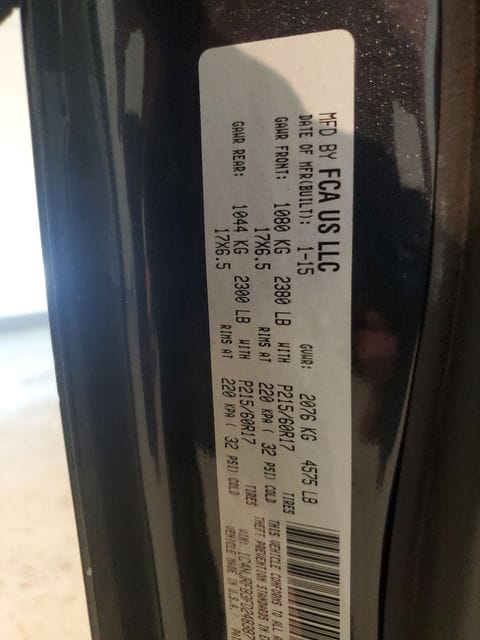 MFD BY FCA US LLC
DATE OF MFR(BUILT): 1-15 GVWR: 2076 KG 4575 LB
GAWR FRONT: 1080 KG 2380 LB WITH P215/60R17 TIRES
17X6.5 RIMS AT 220 KPA ( 32 PSI) COLD
GAWR REAR: 1044 KG 2300 LB WITH P215/60R17 TIRES
17X6.5 RIMS AT 220 KPA ( 32 PSI) COLD
THIS VEHICLE CONFORMS TO ALL
THEFT PREVENTION STANDARDS IN
VIN:
VEHICLE MADE IN U.S.A.